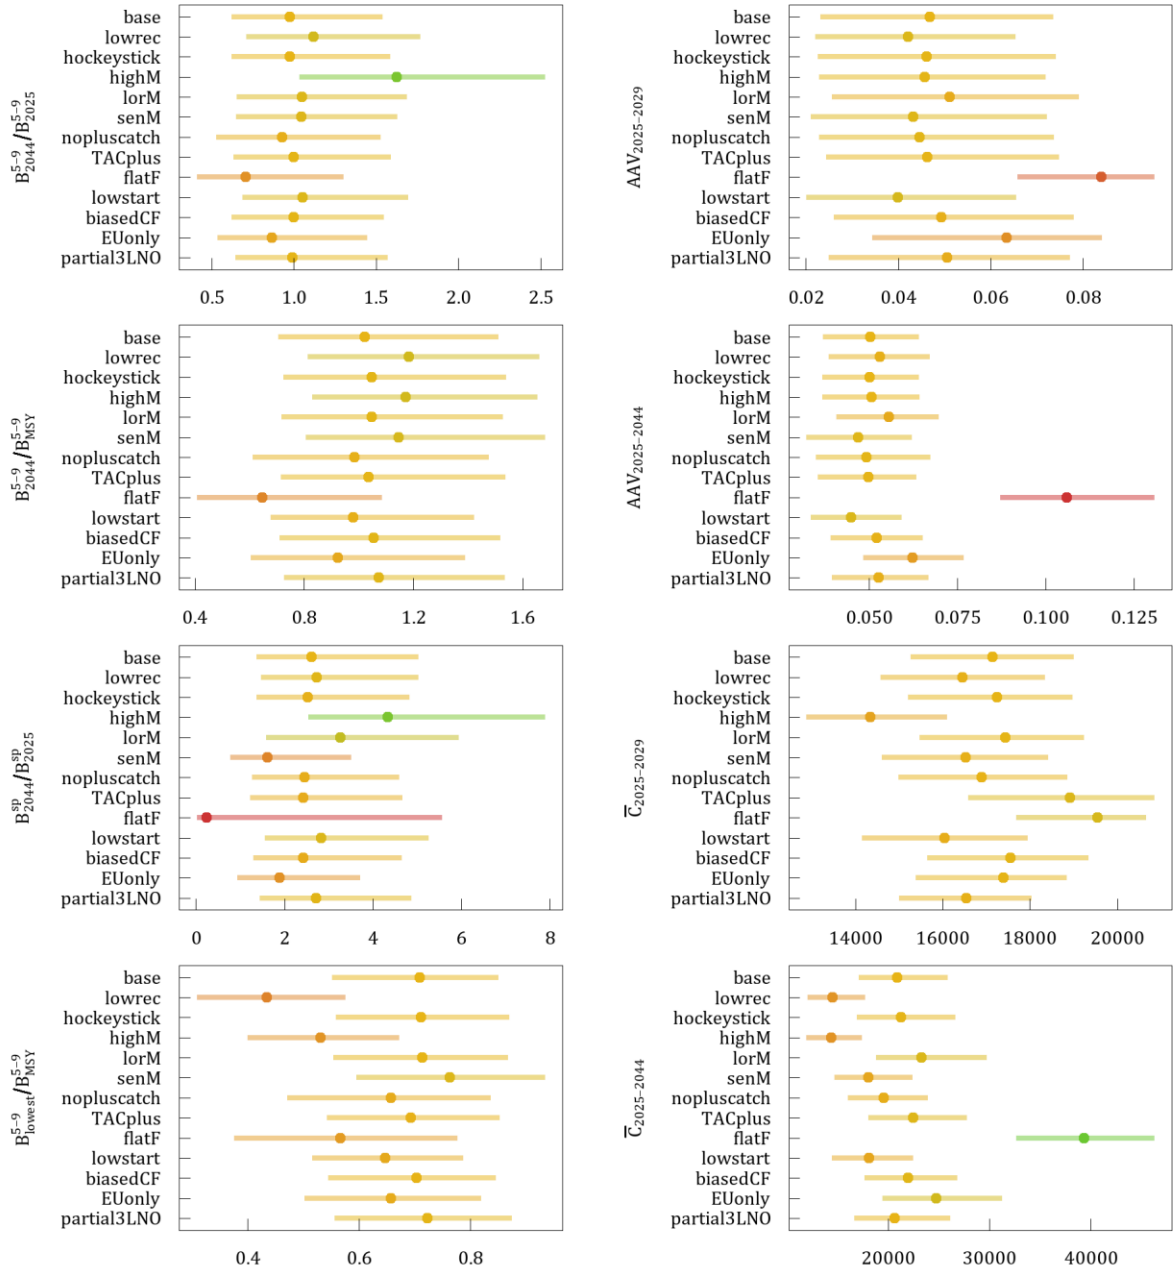 base
lowrec
hockeystick
highM
lorM
senM
nopluscatch
TACplus
flatF
lowstart
biasedCF
EUonly
partial3LNO
B^{5–9}_{2044}/B^{5–9}_{2025}
0.5 1.0 1.5 2.0 2.5
base
lowrec
hockeystick
highM
lorM
senM
nopluscatch
TACplus
flatF
lowstart
biasedCF
EUonly
partial3LNO
AAV_{2025–2029}
0.02 0.04 0.06 0.08
base
lowrec
hockeystick
highM
lorM
senM
nopluscatch
TACplus
flatF
lowstart
biasedCF
EUonly
partial3LNO
B^{5–9}_{2044}/B^{5–9}_{MSY}
0.4 0.8 1.2 1.6
base
lowrec
hockeystick
highM
lorM
senM
nopluscatch
TACplus
flatF
lowstart
biasedCF
EUonly
partial3LNO
AAV_{2025–2044}
0.050 0.075 0.100 0.125
base
lowrec
hockeystick
highM
lorM
senM
nopluscatch
TACplus
flatF
lowstart
biasedCF
EUonly
partial3LNO
B^{sp}_{2044}/B^{sp}_{2025}
0 2 4 6 8
base
lowrec
hockeystick
highM
lorM
senM
nopluscatch
TACplus
flatF
lowstart
biasedCF
EUonly
partial3LNO
C̅_{2025–2029}
14000 16000 18000 20000
base
lowrec
hockeystick
highM
lorM
senM
nopluscatch
TACplus
flatF
lowstart
biasedCF
EUonly
partial3LNO
B^{5–9}_{lowest}/B^{5–9}_{MSY}
0.4 0.6 0.8
base
lowrec
hockeystick
highM
lorM
senM
nopluscatch
TACplus
flatF
lowstart
biasedCF
EUonly
partial3LNO
C̅_{2025–2044}
20000 30000 40000